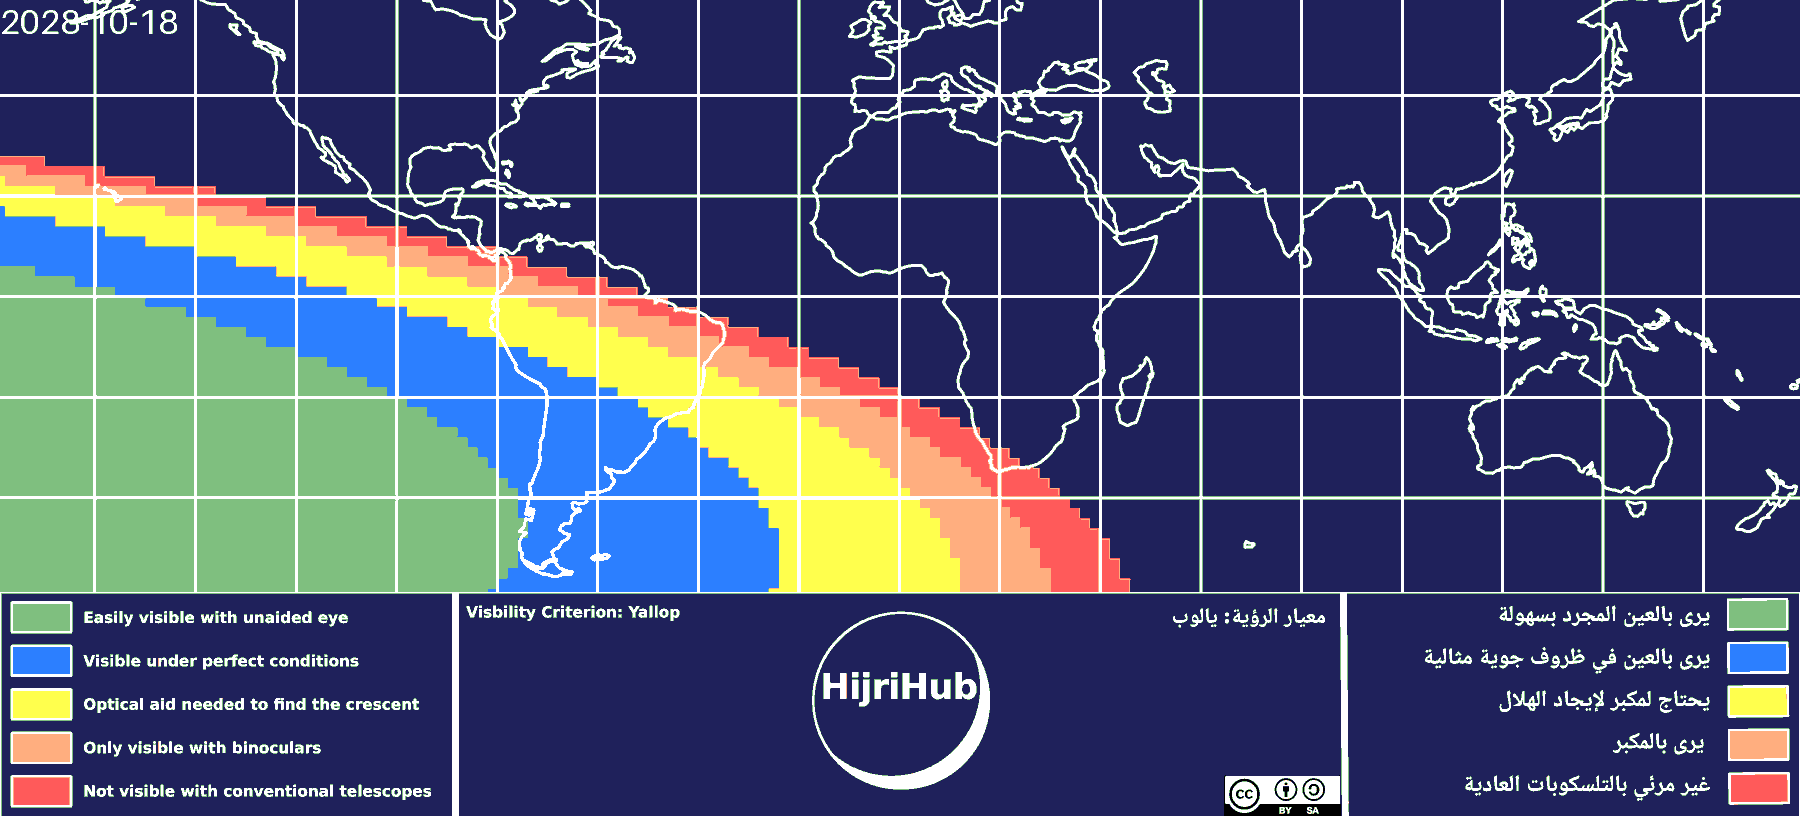 2028-10-18
Easily visible with unaided eye
Visible under perfect conditions
Optical aid needed to find the crescent
Only visible with binoculars
Not visible with conventional telescopes
Visbility Criterion: Yallop
معيار الرؤية: يالوب
HijriHub
cc
BY SA
يرى بالعين المجرد بسهولة
يرى بالعين في ظروف جوية مثالية
يحتاج لمكبر لإيجاد الهلال
يرى بالمكبر
غير مرئي بالتلسكوبات العادية